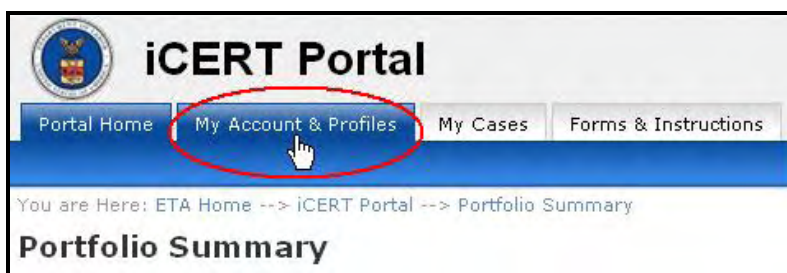 iCERT Portal
Portal Home My Account & Profiles My Cases Forms & Instructions
You are Here: ETA Home --> iCERT Portal --> Portfolio Summary
Portfolio Summary